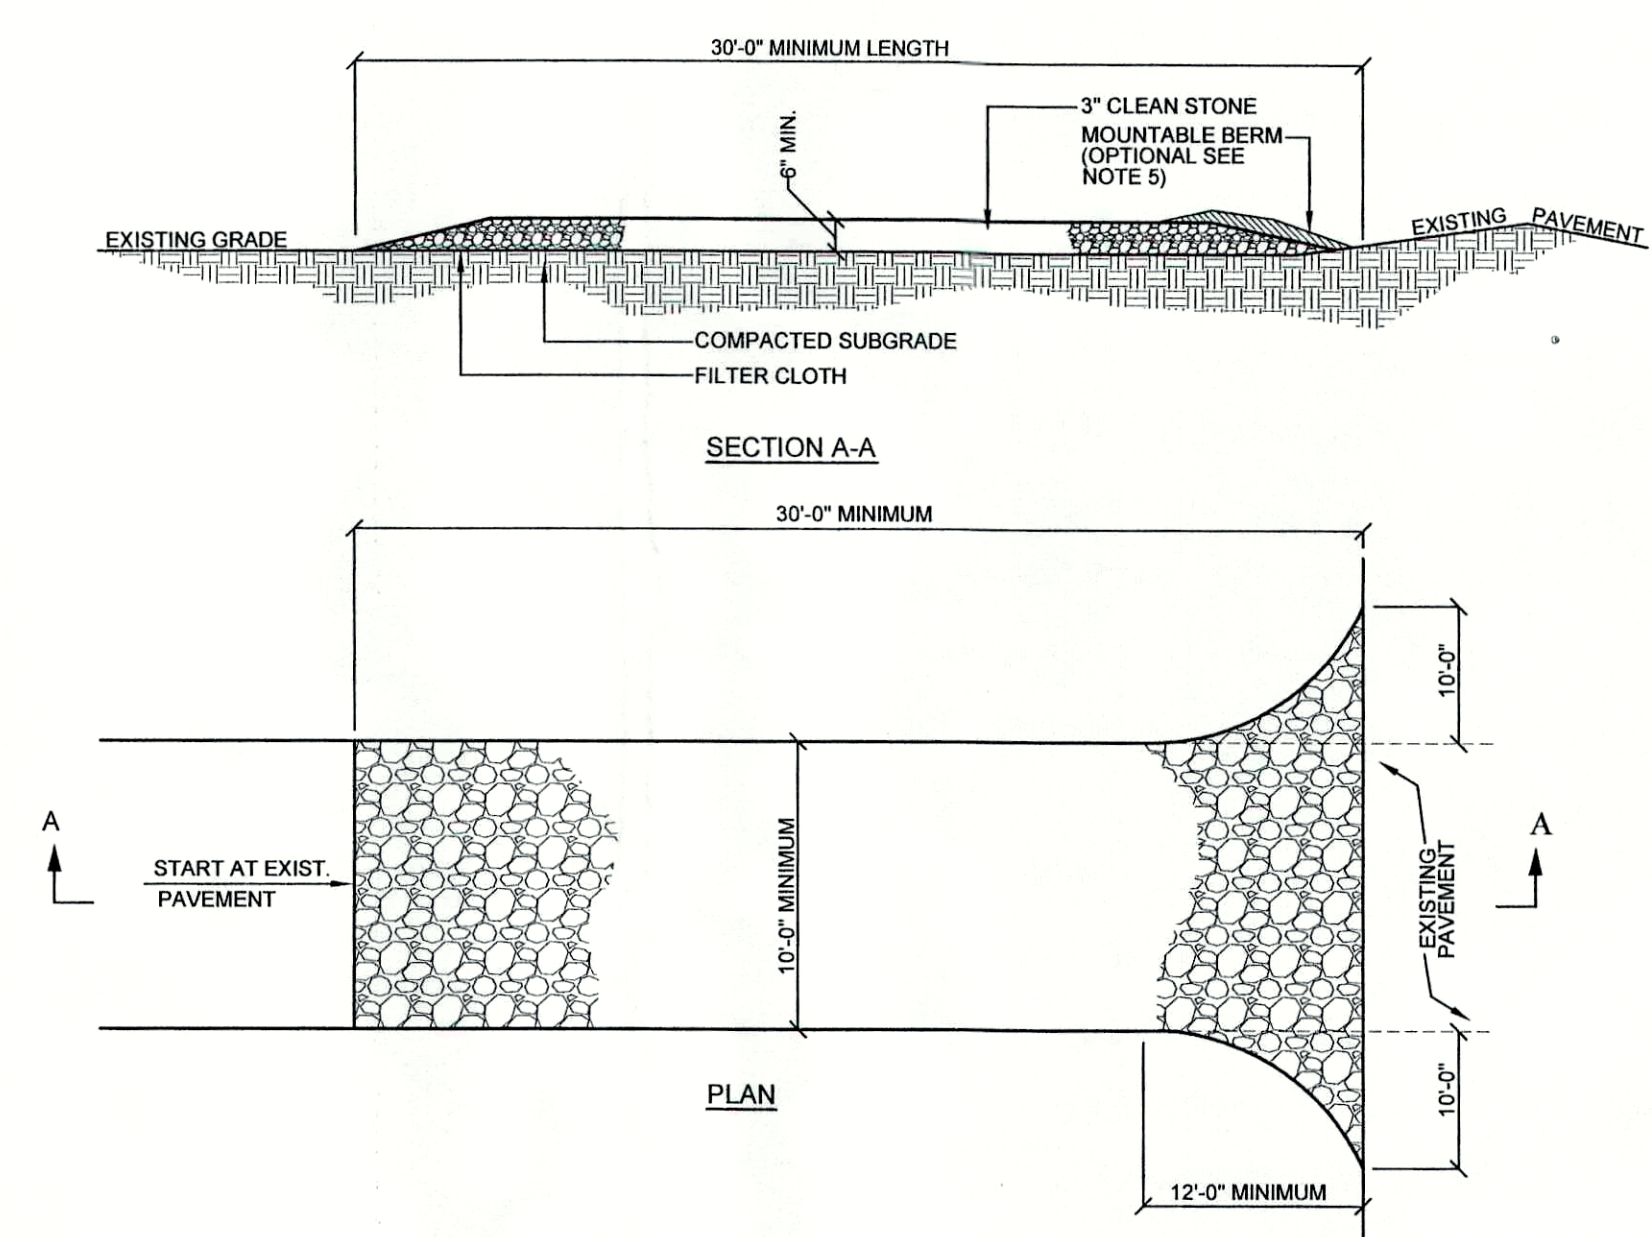 30'-0" MINIMUM LENGTH
6" MIN.
3" CLEAN STONE
MOUNTABLE BERM
(OPTIONAL SEE
NOTE 5)
EXISTING GRADE
EXISTING PAVEMENT
COMPACTED SUBGRADE
FILTER CLOTH
SECTION A-A
30'-0" MINIMUM
10'-0"
A
START AT EXIST.
PAVEMENT
10'-0" MINIMUM
EXISTING
PAVEMENT
A
10'-0"
PLAN
12'-0" MINIMUM